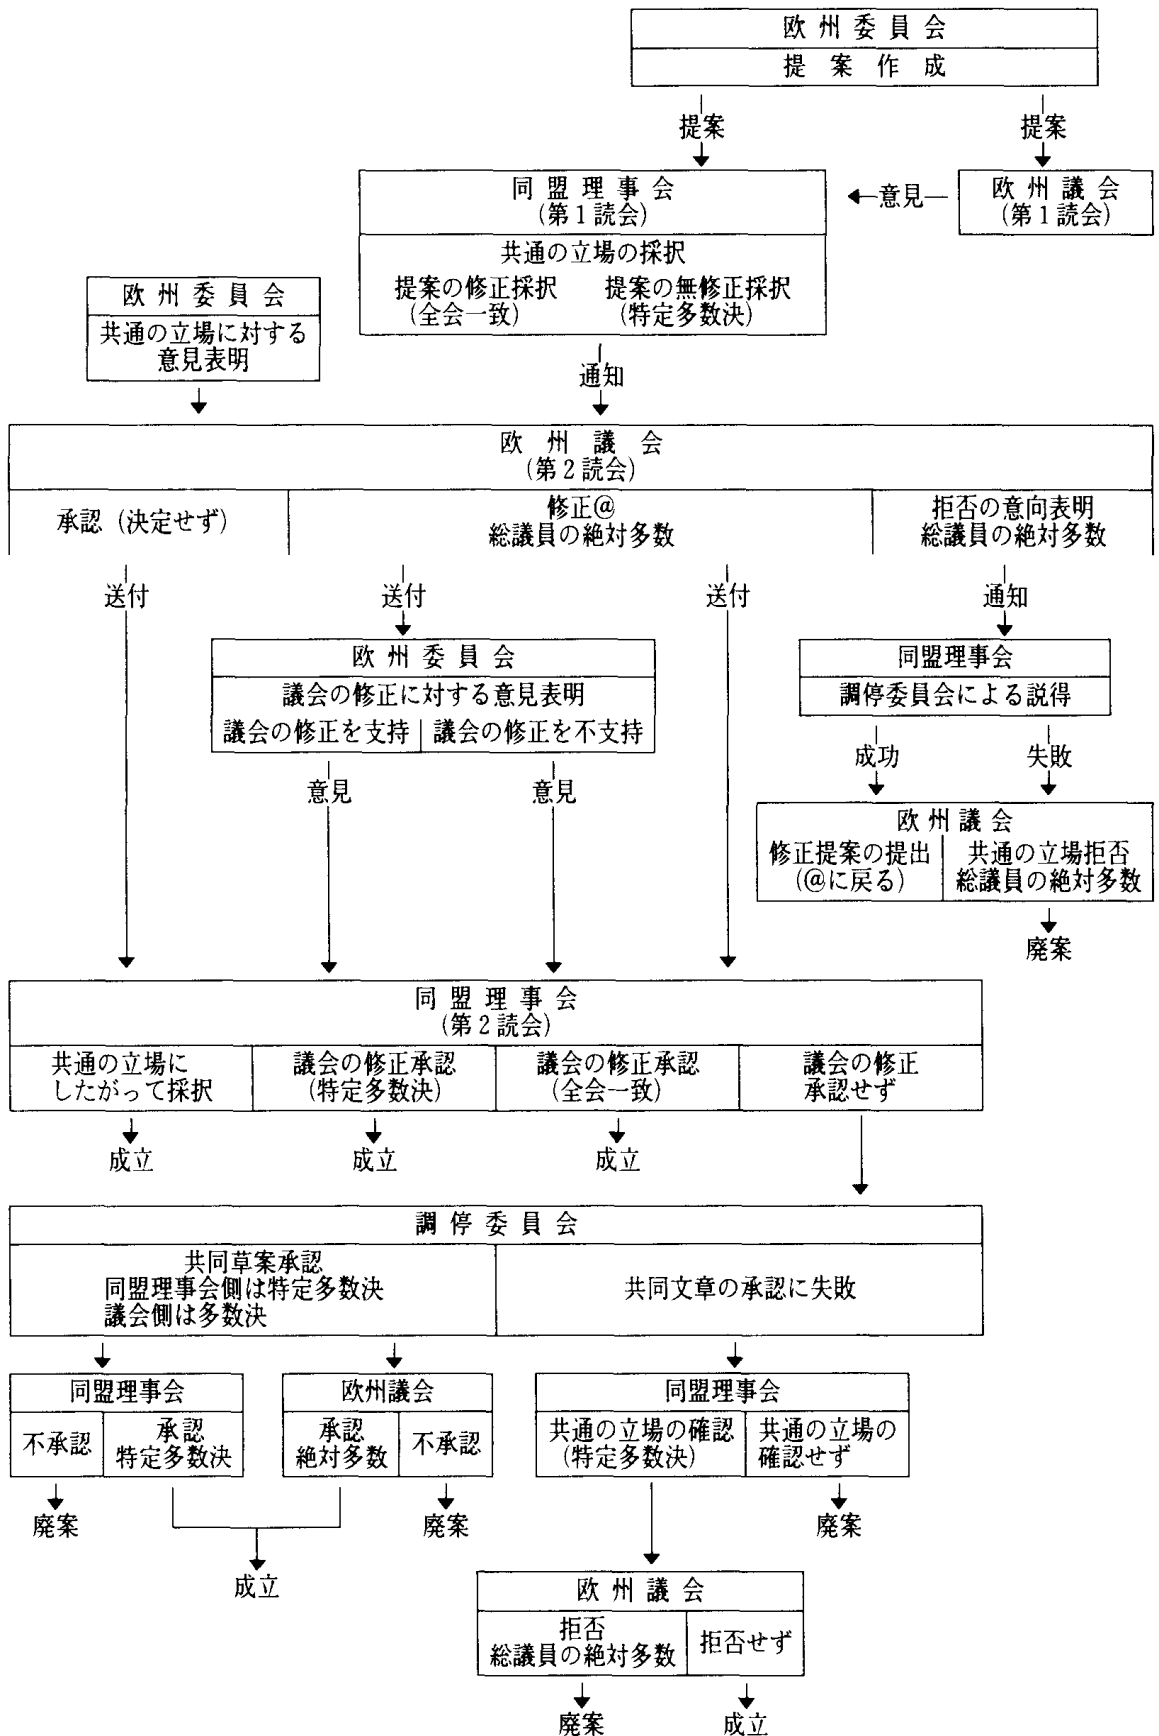 欧州委員会
提案作成
提案 提案
同盟理事会
(第1読会)
意見
欧州議会
(第1読会)
共通の立場の採択
提案の修正採択 提案の無修正採択
(全会一致) (特定多数決)
欧州委員会
共通の立場に対する
意見表明
通知
欧州議会
(第2読会)
承認(決定せず)
修正@
総議員の絶対多数
拒否の意向表明
総議員の絶対多数
送付 送付 送付 通知
欧州委員会
議会の修正に対する意見表明
議会の修正を支持 議会の修正を不支持
意見 意見
同盟理事会
調停委員会による説得
成功 失敗
欧州議会
修正提案の提出
(@に戻る)
共通の立場拒否
総議員の絶対多数
廃案
同盟理事会
(第2読会)
共通の立場に
したがって採択
議会の修正承認
(特定多数決)
議会の修正承認
(全会一致)
議会の修正
承認せず
成立 成立 成立
調停委員会
共同草案承認
同盟理事会側は特定多数決
議会側は多数決
共同文章の承認に失敗
同盟理事会
不承認
承認
特定多数決
欧州議会
承認
絶対多数
不承認
同盟理事会
共通の立場の確認
(特定多数決)
共通の立場の
確認せず
廃案 廃案 廃案
成立
欧州議会
拒否
総議員の絶対多数
拒否せず
廃案 成立